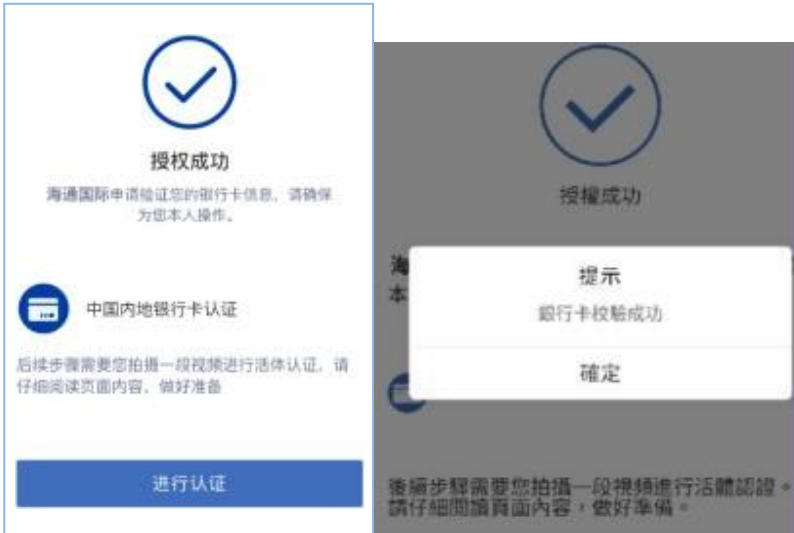 授权成功
海通国际申请验证您的银行卡信息，请确保
为您本人操作。
中国内地银行卡认证
后续步骤需要您拍摄一段视频进行活体认证，请
仔细阅读页面内容，做好准备
进行认证
授權成功
海
本
提示
銀行卡校驗成功
確定
後續步驟需要您拍攝一段視頻進行活體認證。
請仔細閱讀頁面內容，做好準備。